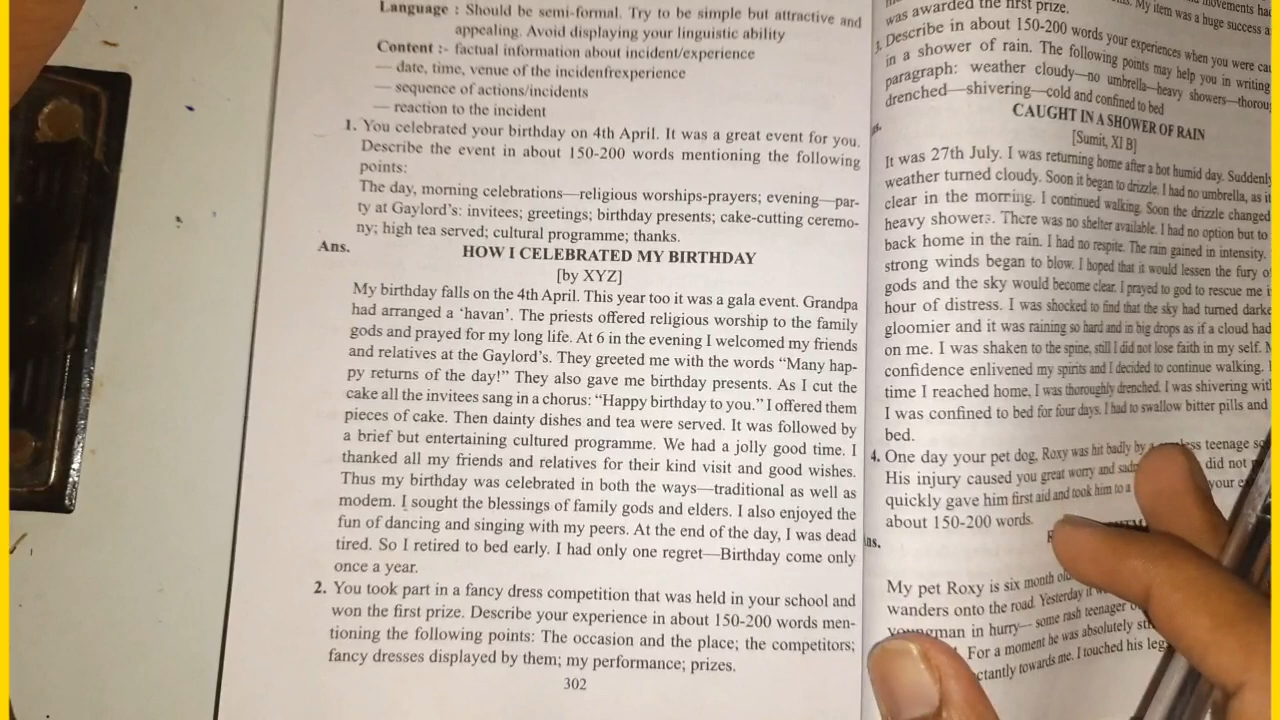 Language : Should be semi-formal. Try to be simple but attractive and
appealing. Avoid displaying your linguistic ability
Content :- factual information about incident/experience
— date, time, venue of the incidenfrexperience
— sequence of actions/incidents
— reaction to the incident
1. You celebrated your birthday on 4th April. It was a great event for you.
Describe the event in about 150-200 words mentioning the following
points:
The day, morning celebrations—religious worships-prayers; evening—par-
ty at Gaylord's: invitees; greetings; birthday presents; cake-cutting ceremo-
ny; high tea served; cultural programme; thanks.
Ans. HOW I CELEBRATED MY BIRTHDAY
[by XYZ]
My birthday falls on the 4th April. This year too it was a gala event. Grandpa
had arranged a 'havan'. The priests offered religious worship to the family
gods and prayed for my long life. At 6 in the evening I welcomed my friends
and relatives at the Gaylord's. They greeted me with the words "Many hap-
py returns of the day!" They also gave me birthday presents. As I cut the
cake all the invitees sang in a chorus: "Happy birthday to you." I offered them
pieces of cake. Then dainty dishes and tea were served. It was followed by
a brief but entertaining cultured programme. We had a jolly good time. I
thanked all my friends and relatives for their kind visit and good wishes.
Thus my birthday was celebrated in both the ways—traditional as well as
modem. I sought the blessings of family gods and elders. I also enjoyed the
fun of dancing and singing with my peers. At the end of the day, I was dead
tired. So I retired to bed early. I had only one regret—Birthday come only
once a year.
2. You took part in a fancy dress competition that was held in your school and
won the first prize. Describe your experience in about 150-200 words men-
tioning the following points: The occasion and the place; the competitors;
fancy dresses displayed by them; my performance; prizes.
302
My item was a huge success
was awarded the first prize.
3. Describe in about 150-200 words your experiences when you were
in a shower of rain. The following points may help you in writing
paragraph: weather cloudy—no umbrella—heavy showers—
drenched—shivering—cold and confined to bed
CAUGHT IN A SHOWER OF RAIN
[Sumit, XI B]
It was 27th July. I was returning home after a hot humid day. Suddenly
weather turned cloudy. Soon it began to drizzle. I had no umbrella, as it
clear in the morning. I continued walking. Soon the drizzle changed
heavy showers. There was no shelter available. I had no option but to
back home in the rain. I had no respite. The rain gained in intensity.
strong winds began to blow. I hoped that it would lessen the fury of
gods and the sky would become clear. I prayed to god to rescue me
hour of distress. I was shocked to find that the sky had turned
gloomier and it was raining so hard and in big drops as if a cloud had
on me. I was shaken to the spine, still I did not lose faith in my self.
confidence enlivened my spirits and I decided to continue walking.
time I reached home, I was thoroughly drenched. I was shivering
I was confined to bed for four days. I had to swallow bitter pills and
bed.
4. One day your pet dog, Roxy was hit badly by a teenage
His injury caused you great worry and did not
quickly gave him first aid and took him to a your
about 150-200 words.
My pet Roxy is six month
wanders onto the road. Yesterday
youngman in hurry— some rash teenager
For a moment he was absolutely
towards me. I touched his